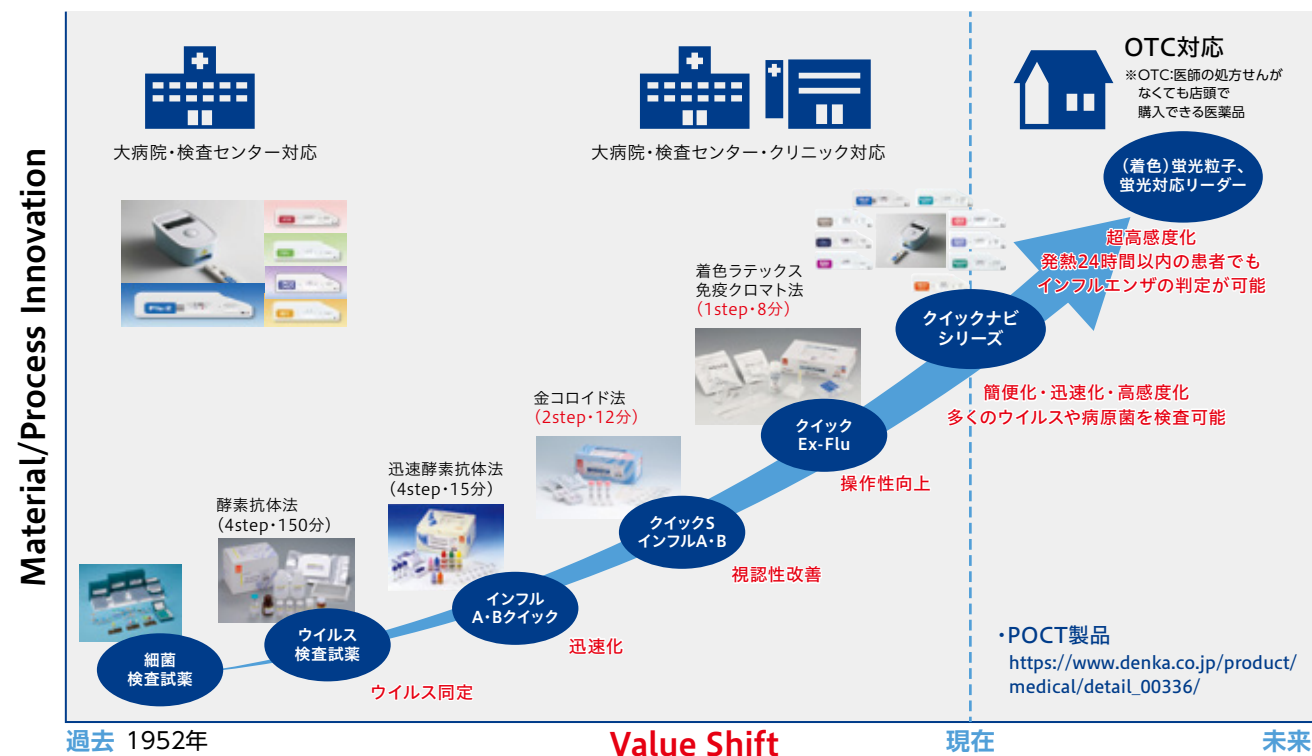 Material/Process Innovation
大病院・検査センター対応
大病院・検査センター・クリニック対応
OTC対応
※OTC:医師の処方せんが
なくても店頭で
購入できる医薬品
(着色)蛍光粒子、
蛍光対応リーダー
超高感度化
発熱24時間以内の患者でも
インフルエンザの判定が可能
着色ラテックス
免疫クロマト法
(1step・8分)
クイックナビ
シリーズ
簡便化・迅速化・高感度化
多くのウイルスや病原菌を検査可能
金コロイド法
(2step・12分)
クイック
Ex-Flu
操作性向上
迅速酵素抗体法
(4step・15分)
クイックS
インフルA・B
視認性改善
酵素抗体法
(4step・150分)
インフル
A・Bクイック
迅速化
ウイルス
検査試薬
ウイルス同定
細菌
検査試薬
・POCT製品
https://www.denka.co.jp/product/
medical/detail_00336/
過去 1952年
Value Shift
現在
未来